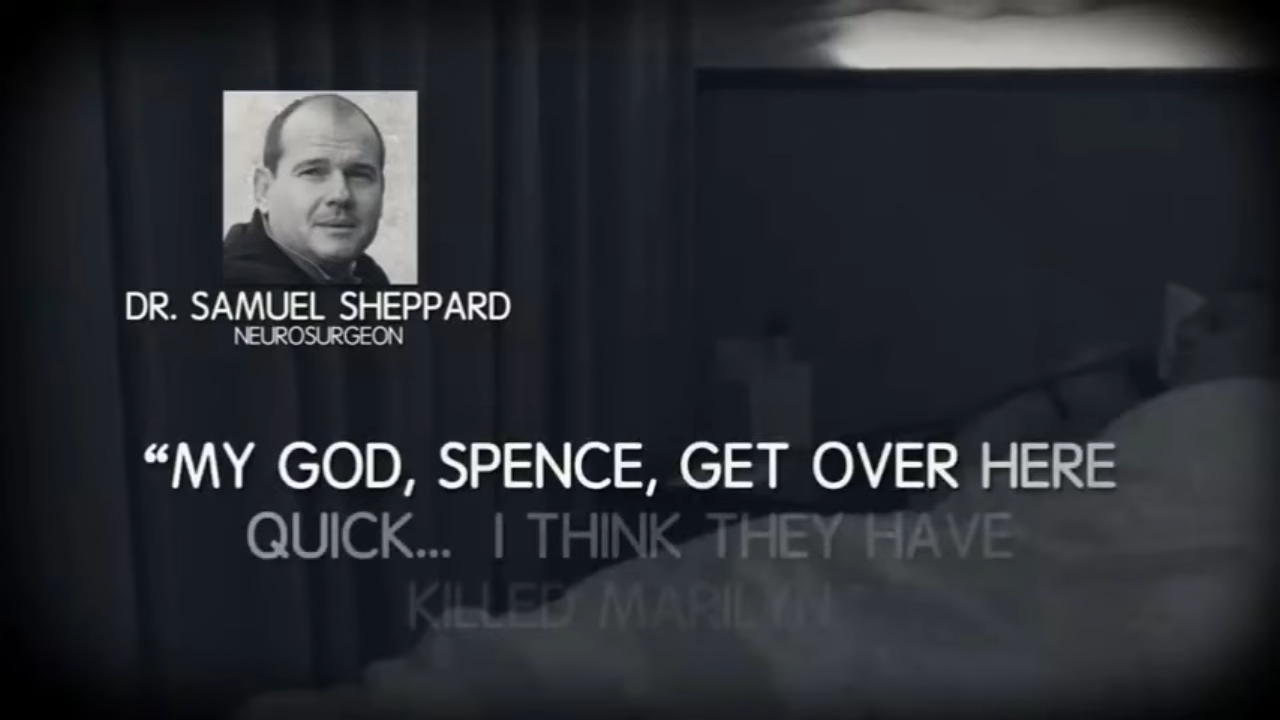 DR. SAMUEL SHEPPARD
NEUROSURGEON
“MY GOD, SPENCE, GET OVER HERE
QUICK... I THINK THEY HAVE
KILLED MARILYN